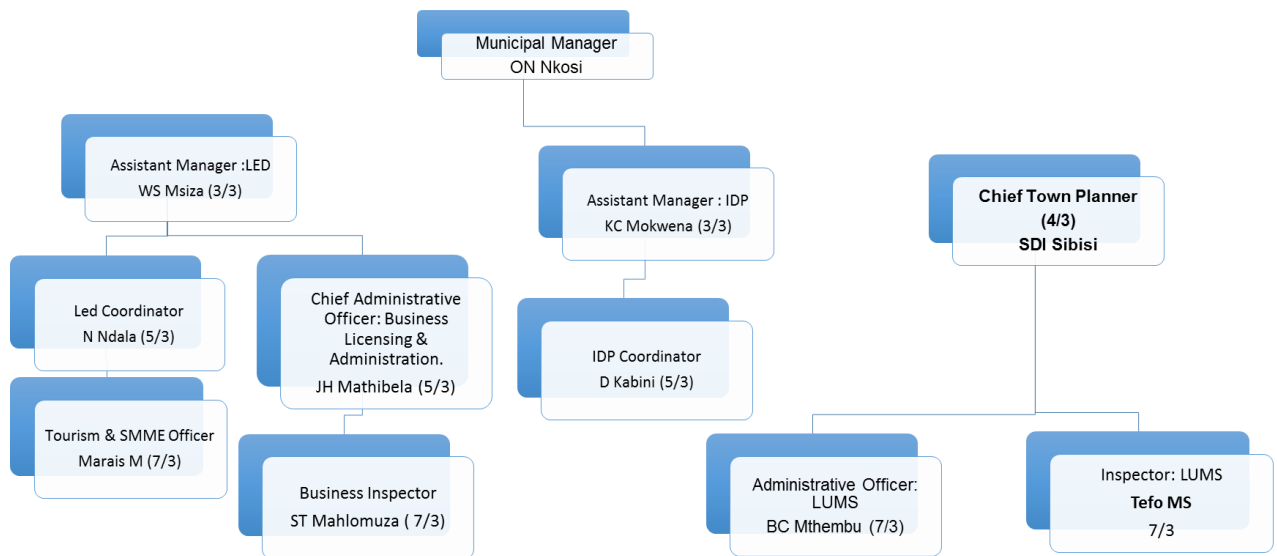 Municipal Manager
ON Nkosi
Assistant Manager :LED
WS Msiza (3/3)
Led Coordinator
N Ndala (5/3)
Tourism & SMME Officer
Marais M (7/3)
Chief Administrative
Officer: Business
Licensing &
Administration.
JH Mathibela (5/3)
Business Inspector
ST Mahlomuza ( 7/3)
Assistant Manager : IDP
KC Mokwena (3/3)
IDP Coordinator
D Kabini (5/3)
Chief Town Planner
(4/3)
SDI Sibisi
Administrative Officer:
LUMS
BC Mthembu (7/3)
Inspector: LUMS
Tefo MS
7/3